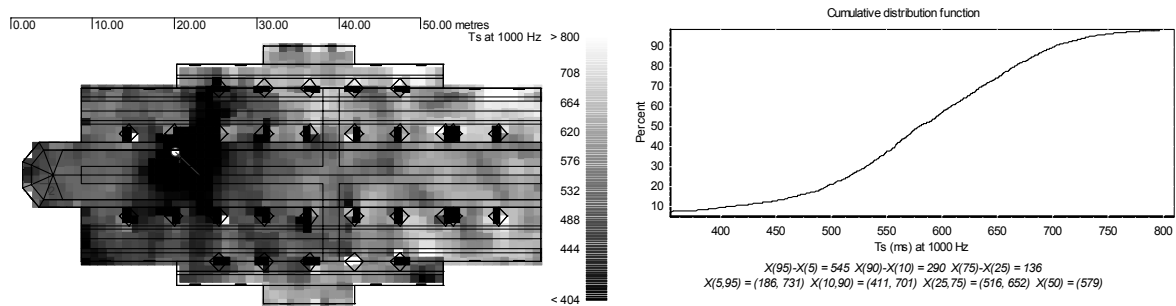 0.00 10.00 20.00 30.00 40.00 50.00 metres
Ts at 1000 Hz > 800
708
664
620
576
532
488
444
< 404
Cumulative distribution function
Percent
90
80
70
60
50
40
30
20
10
400 450 500 550 600 650 700 750 800
Ts (ms) at 1000 Hz
X(95)-X(5) = 545 X(90)-X(10) = 290 X(75)-X(25) = 136
X(5,95) = (186, 731) X(10,90) = (411, 701) X(25,75) = (516, 652) X(50) = (579)